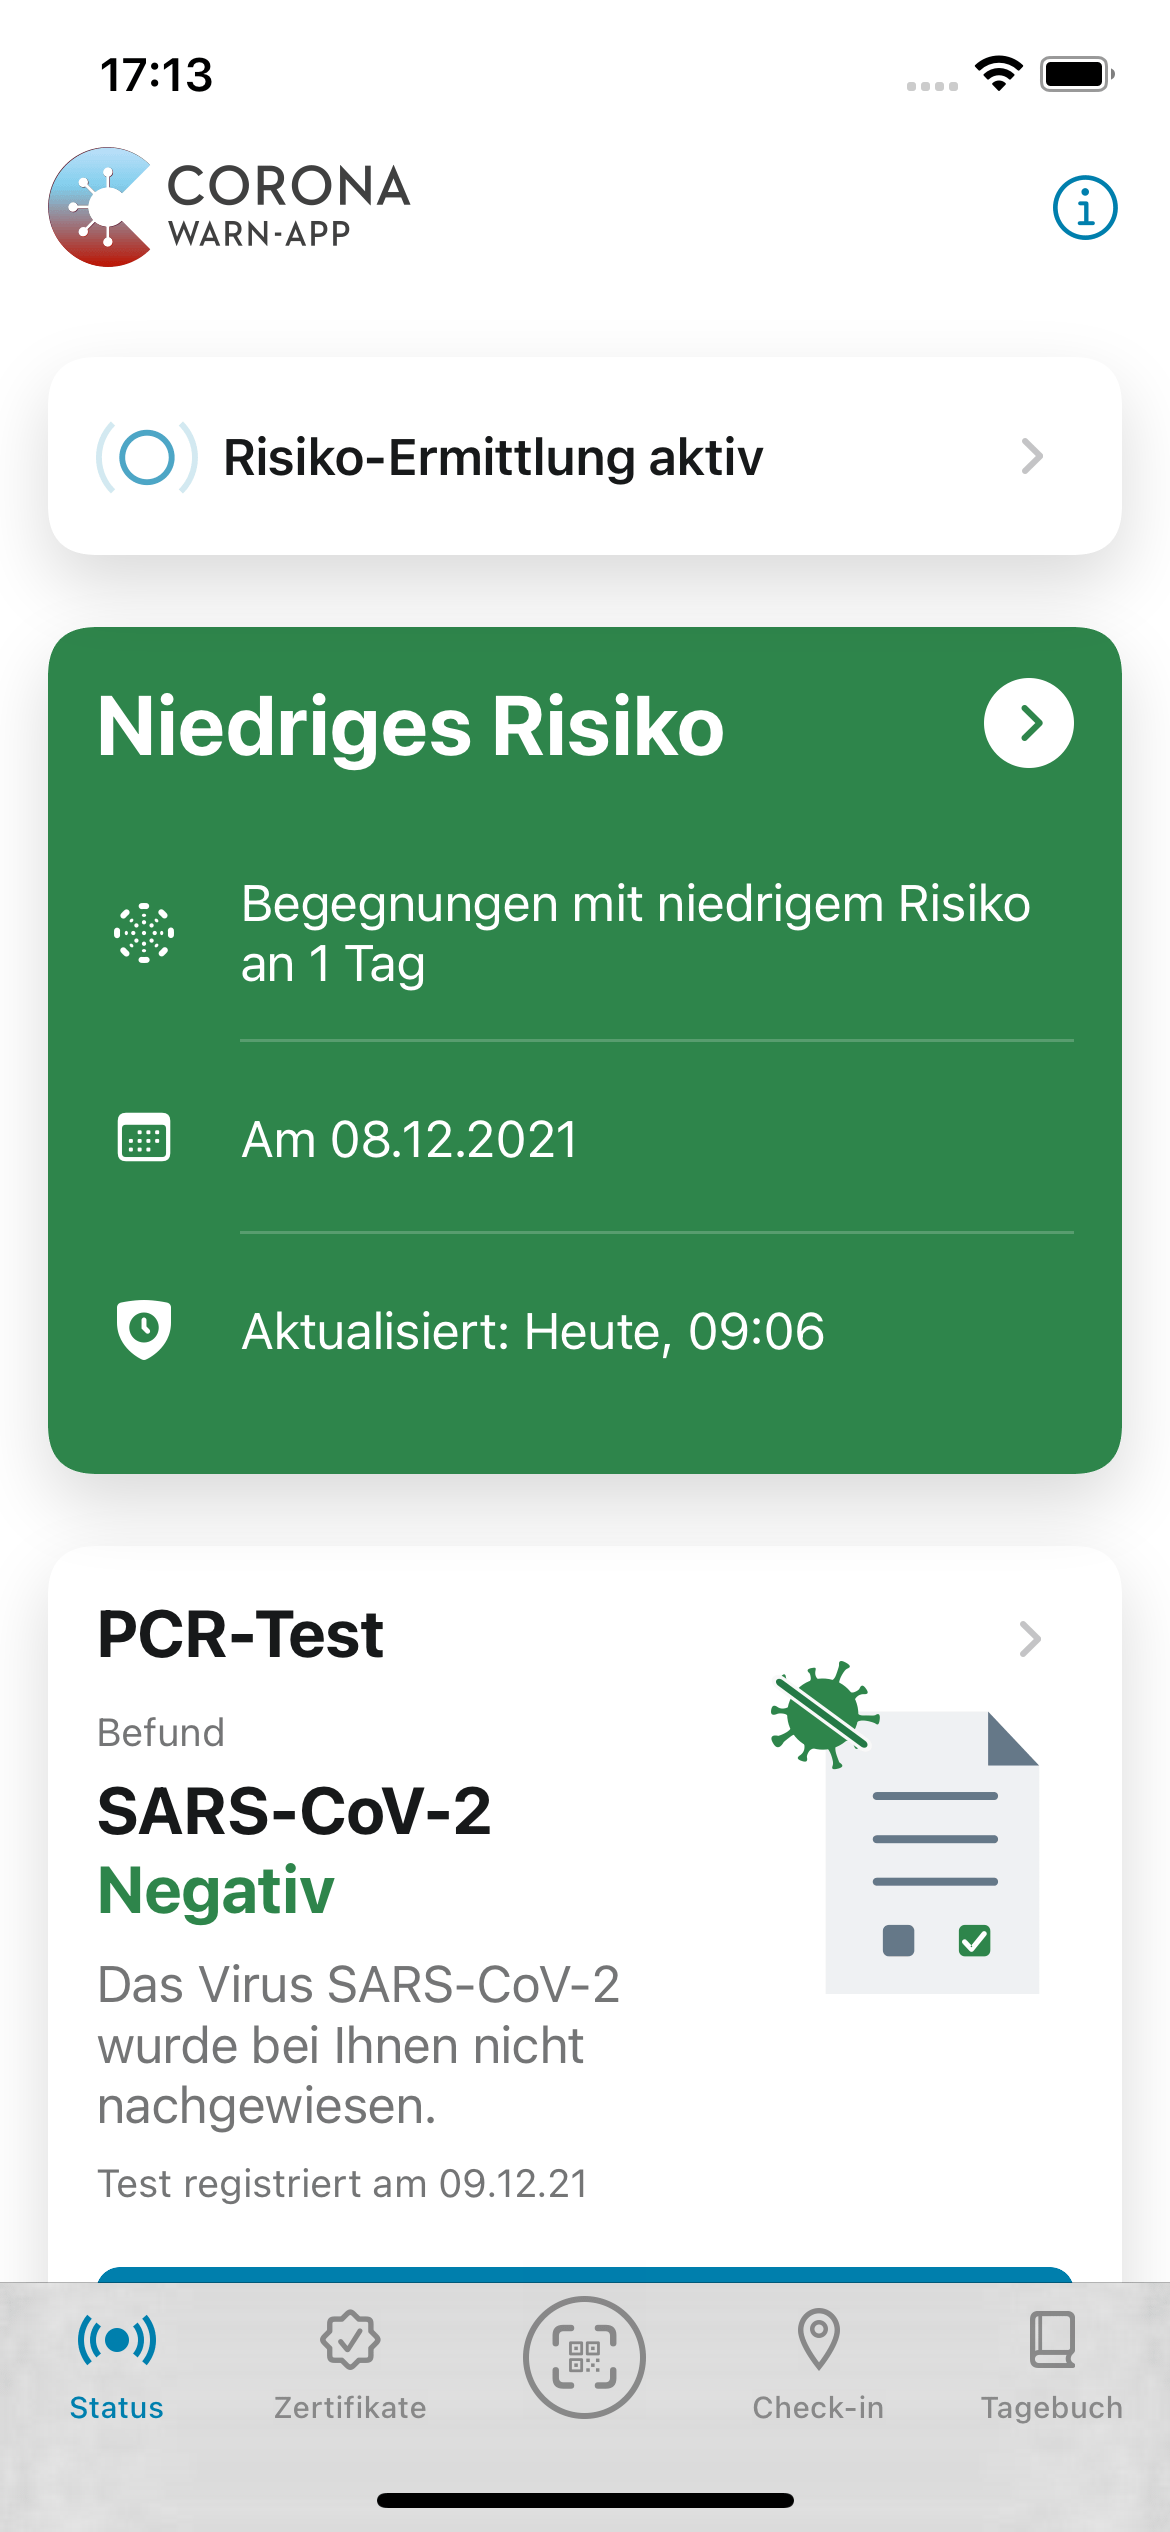 17:13
CORONA
WARN-APP
Risiko-Ermittlung aktiv
Niedriges Risiko
Begegnungen mit niedrigem Risiko
an 1 Tag
Am 08.12.2021
Aktualisiert: Heute, 09:06
PCR-Test
Befund
SARS-CoV-2
Negativ
Das Virus SARS-CoV-2
wurde bei Ihnen nicht
nachgewiesen.
Test registriert am 09.12.21
Status
Zertifikate
Check-in
Tagebuch